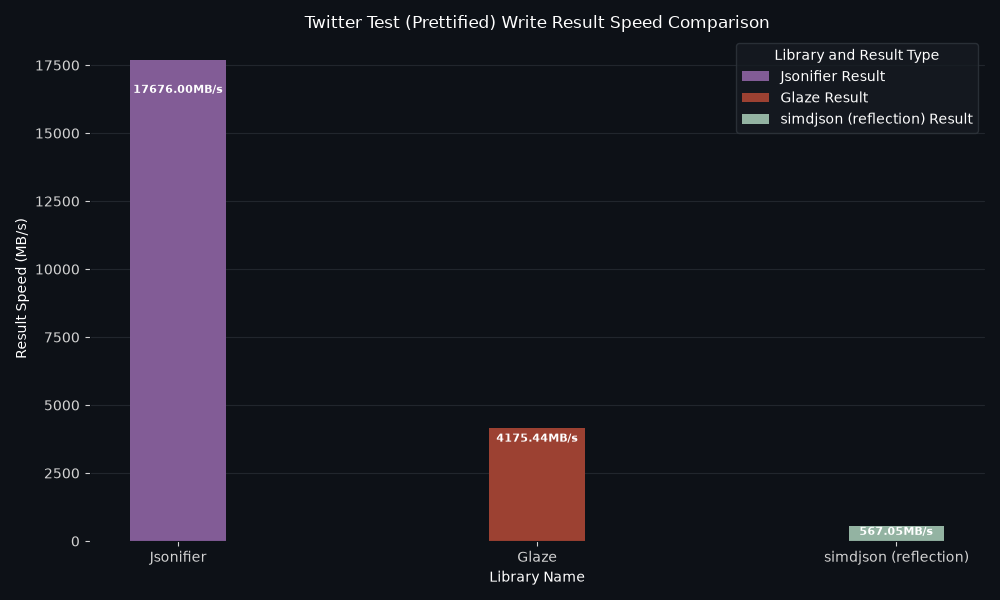 Twitter Test (Prettified) Write Result Speed Comparison
Library and Result Type
Jsonifier Result
Glaze Result
simdjson (reflection) Result
Result Speed (MB/s)
17500
15000
12500
10000
7500
5000
2500
0
17676.00MB/s
4175.44MB/s
567.05MB/s
Jsonifier
Glaze
simdjson (reflection)
Library Name